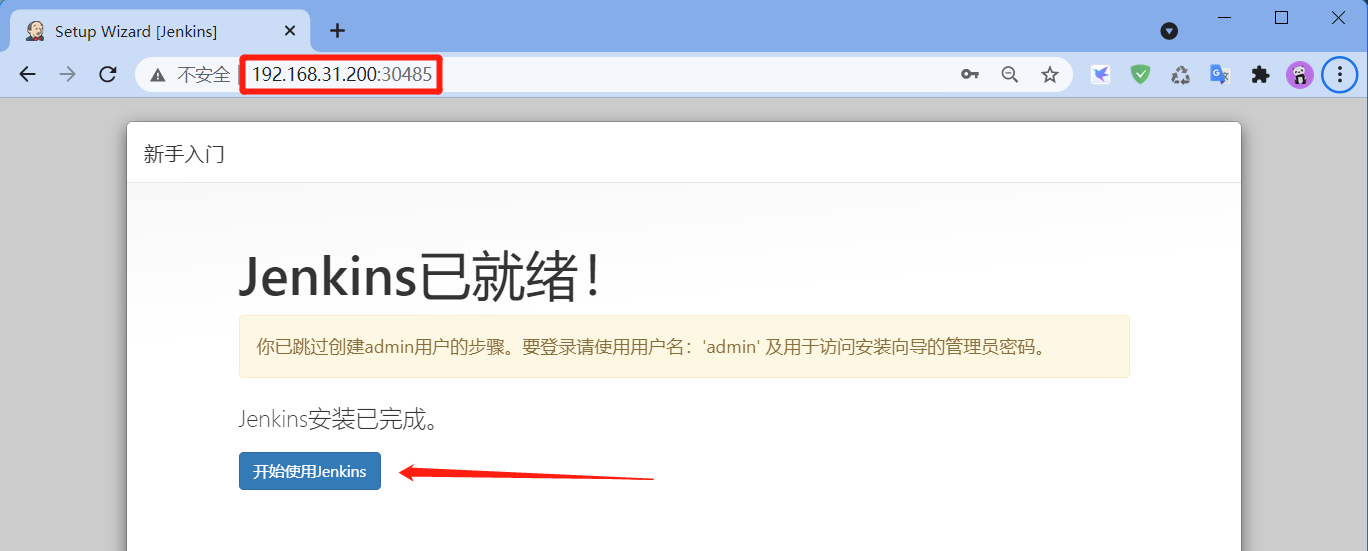 Setup Wizard [Jenkins]
不安全 192.168.31.200:30485
新手入门
Jenkins已就绪！
你已跳过创建admin用户的步骤。要登录请使用用户名：'admin' 及用于访问安装向导的管理员密码。
Jenkins安装已完成。
开始使用Jenkins